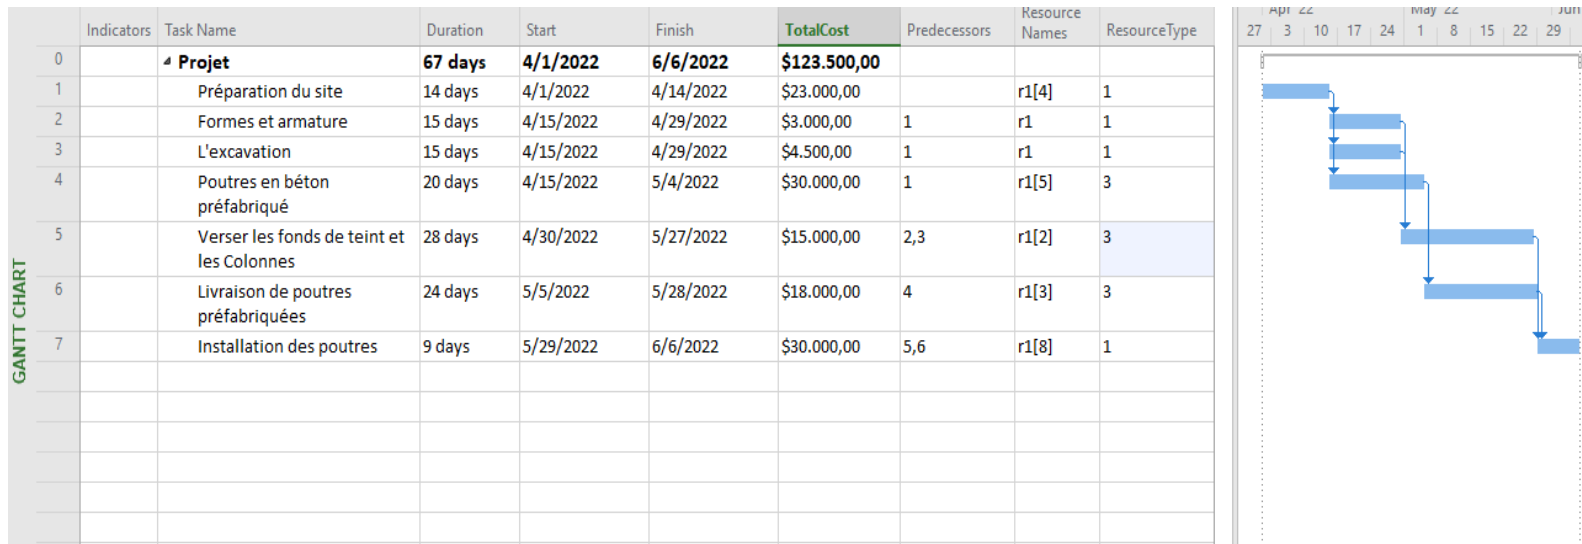 Apr '22 May '22 Jun
Resource
Indicators Task Name Duration Start Finish TotalCost Predecessors Names ResourceType 27 3 10 17 24 1 8 15 22 29
0 Projet 67 days 4/1/2022 6/6/2022 $123.500,00
1 Préparation du site 14 days 4/1/2022 4/14/2022 $23.000,00 r1[4] 1
2 Formes et armature 15 days 4/15/2022 4/29/2022 $3.000,00 1 r1 1
3 L'excavation 15 days 4/15/2022 4/29/2022 $4.500,00 1 r1 1
4 Poutres en béton 20 days 4/15/2022 5/4/2022 $30.000,00 1 r1[5] 3
préfabriqué
5 Verser les fonds de teint et 28 days 4/30/2022 5/27/2022 $15.000,00 2,3 r1[2] 3
les Colonnes
6 Livraison de poutres 24 days 5/5/2022 5/28/2022 $18.000,00 4 r1[3] 3
préfabriquées
7 Installation des poutres 9 days 5/29/2022 6/6/2022 $30.000,00 5,6 r1[8] 1
GANTT CHART